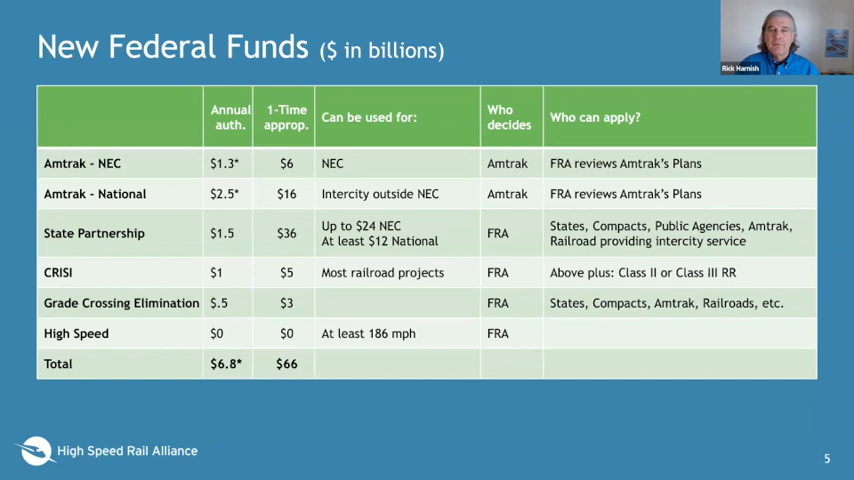 New Federal Funds ($ in billions)
Rick Harnish
Annual auth. 1-Time approp. Can be used for: Who decides Who can apply?
Amtrak - NEC $1.3* $6 NEC Amtrak FRA reviews Amtrak's Plans
Amtrak - National $2.5* $16 Intercity outside NEC Amtrak FRA reviews Amtrak's Plans
State Partnership $1.5 $36 Up to $24 NEC At least $12 National FRA States, Compacts, Public Agencies, Amtrak, Railroad providing intercity service
CRISI $1 $5 Most railroad projects FRA Above plus: Class II or Class III RR
Grade Crossing Elimination $.5 $3 FRA States, Compacts, Amtrak, Railroads, etc.
High Speed $0 $0 At least 186 mph FRA
Total $6.8* $66
High Speed Rail Alliance
5